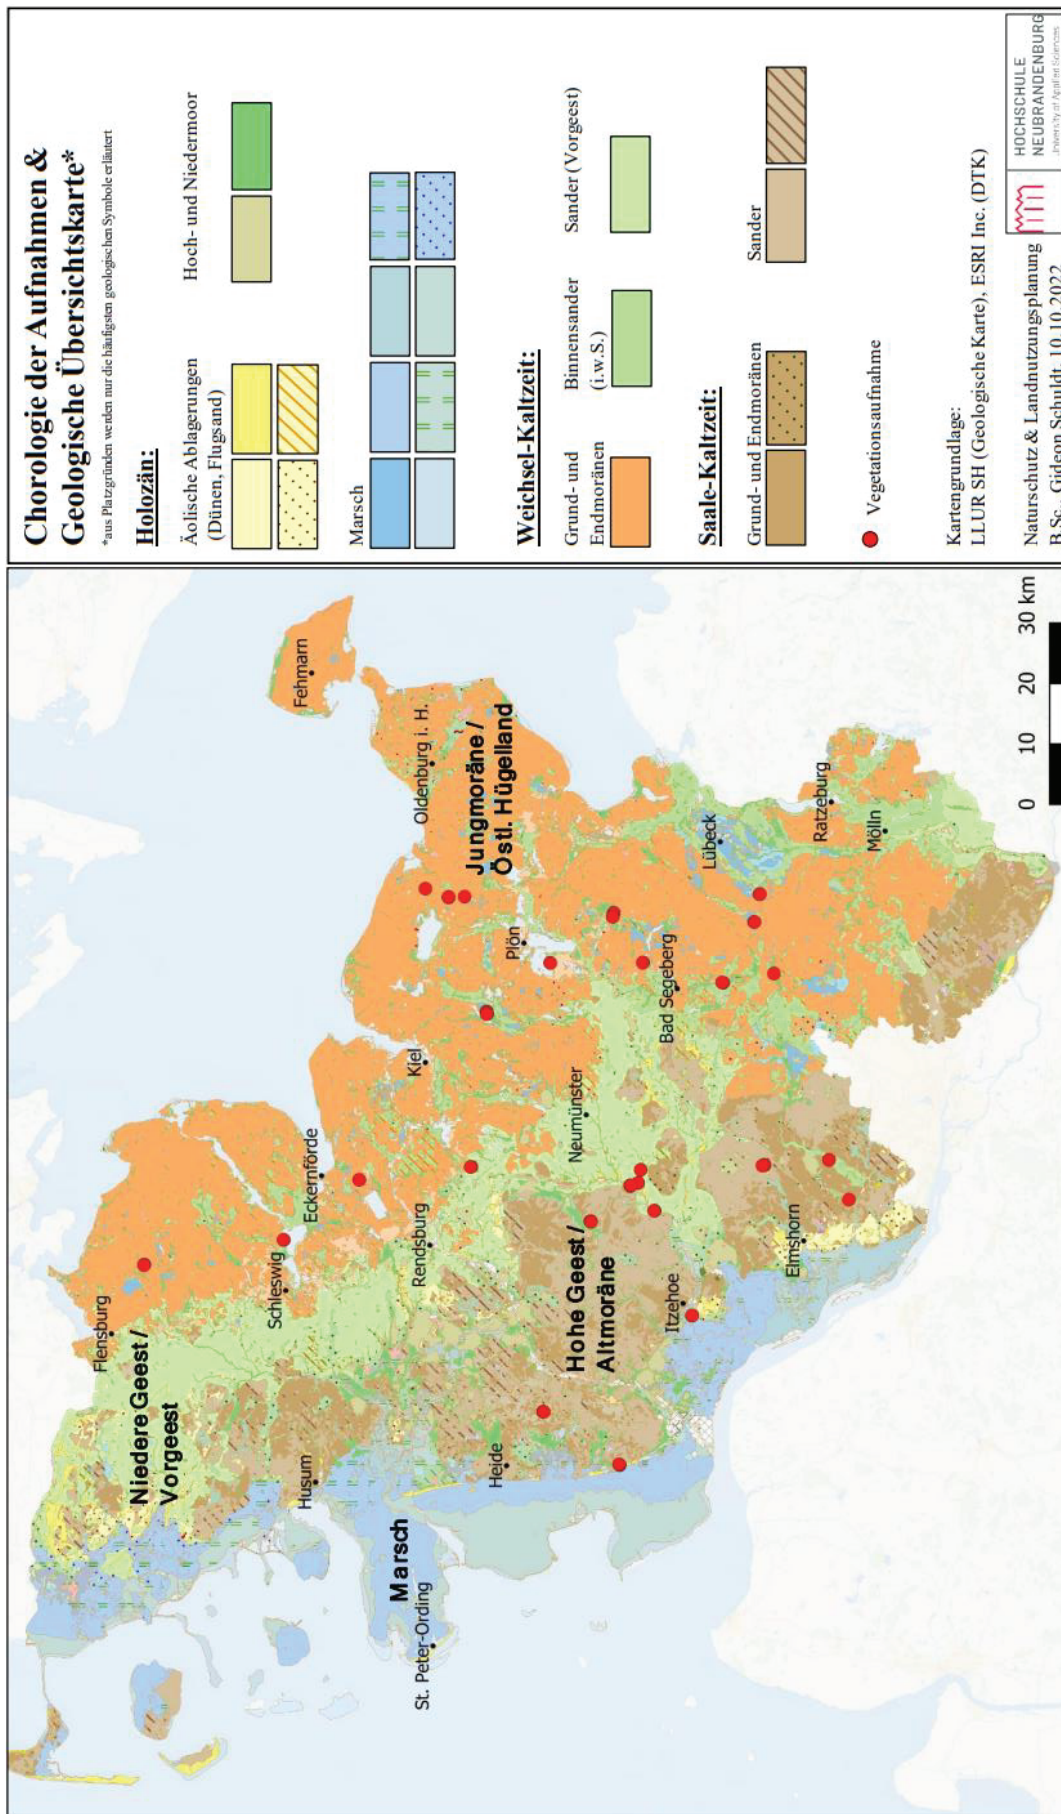 Chorologie der Aufnahmen &
Geologische Übersichtskarte*
*aus Platzgründen werden nur die häufigsten geologischen Symbole erläutert
Holozän:
Äolische Ablagerungen
(Dünen, Flugsand)
Hoch- und Niedermoor
Marsch
Weichsel-Kaltzeit:
Grund- und
Endmoränen
Binnensander
(i.w.S.)
Sander (Vorgeest)
Saale-Kaltzeit:
Grund- und Endmoränen
Sander
Vegetationsaufnahme
Kartengrundlage:
LLUR SH (Geologische Karte), ESRI Inc. (DTK)
Naturschutz & Landnutzungsplanung
B.Sc. Gideon Schuldt, 10.10.2022
HOCHSCHULE
NEUBRANDENBURG
University of Applied Sciences
Flensburg
Niedere Geest /
Vorgeest
Schleswig
Eckernförde
Husum
Marsch
St. Peter-Ording
Rendsburg
Kiel
Fehmarn
Oldenburg i. H.
Jungmoräne /
Östl. Hügelland
Plön
Heide
Hohe Geest /
Altmoräne
Neumünster
Bad Segeberg
Itzehoe
Elmshorn
Lübeck
Ratzeburg
Mölln
0 10 20 30 km